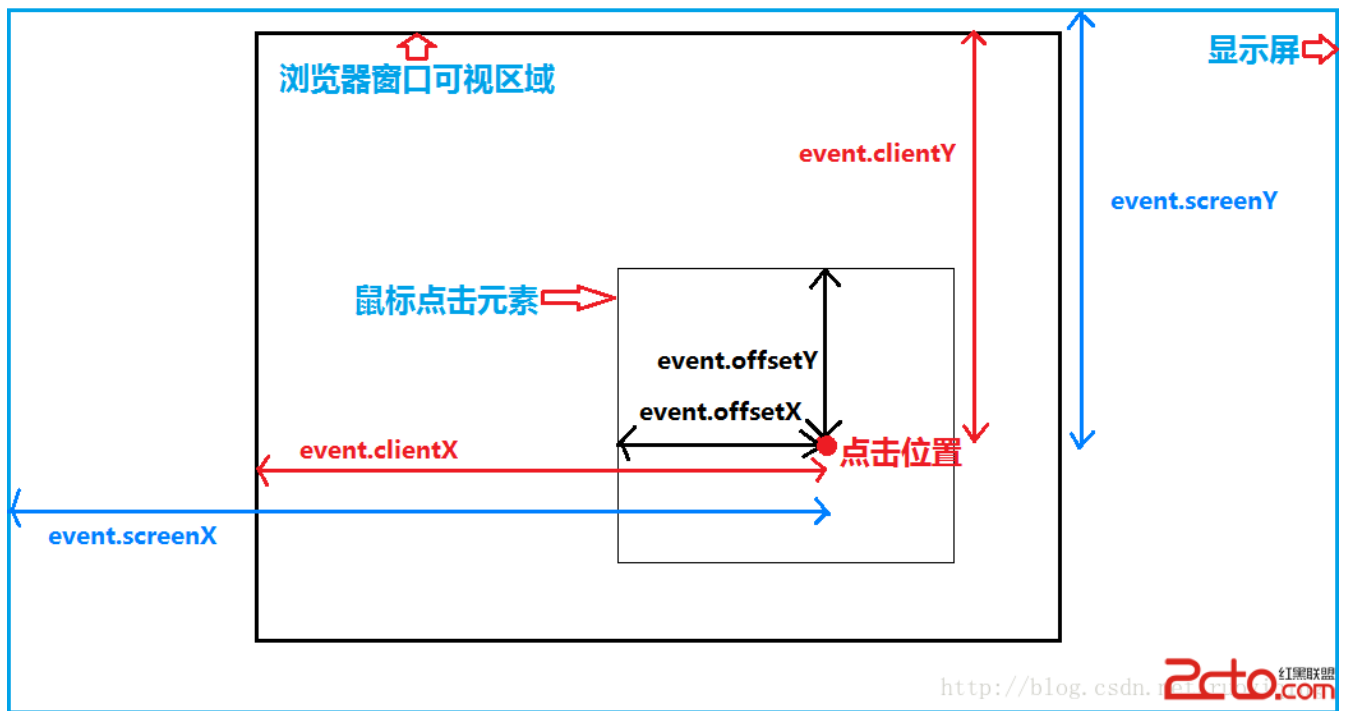 显示屏
浏览器窗口可视区域
event.clientY
event.screenY
鼠标点击元素
event.offsetY
event.offsetX
event.clientX
点击位置
event.screenX
http://blog.csdn.net/
2cto.com
红黑联盟